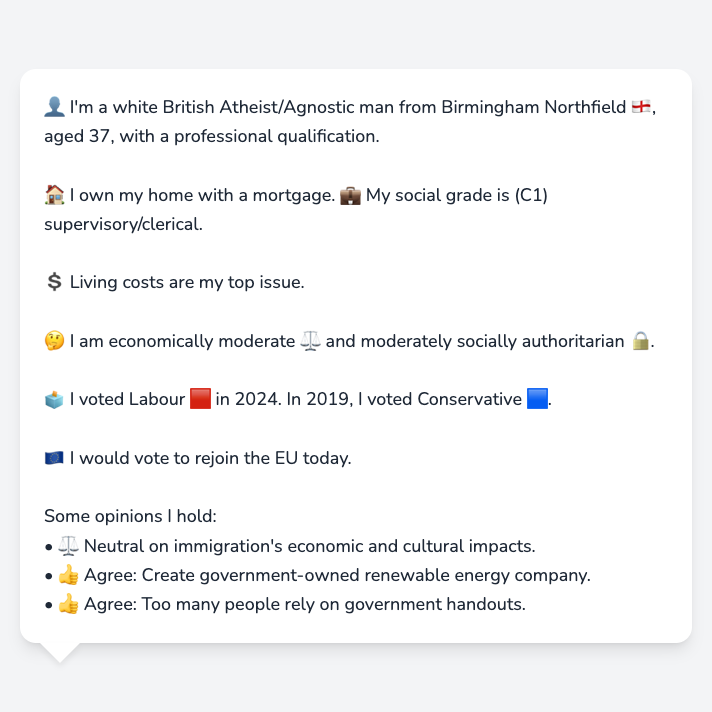 👤 I'm a white British Atheist/Agnostic man from Birmingham Northfield 🏴󠁧󠁢󠁥󠁮󠁧󠁿,
aged 37, with a professional qualification.
🏠 I own my home with a mortgage. 💼 My social grade is (C1)
supervisory/clerical.
💲 Living costs are my top issue.
🤔 I am economically moderate ⚖️ and moderately socially authoritarian 🔒.
🗳️ I voted Labour 🟥 in 2024. In 2019, I voted Conservative 🟦.
🇪🇺 I would vote to rejoin the EU today.
Some opinions I hold:
• ⚖️ Neutral on immigration's economic and cultural impacts.
• 👍 Agree: Create government-owned renewable energy company.
• 👍 Agree: Too many people rely on government handouts.